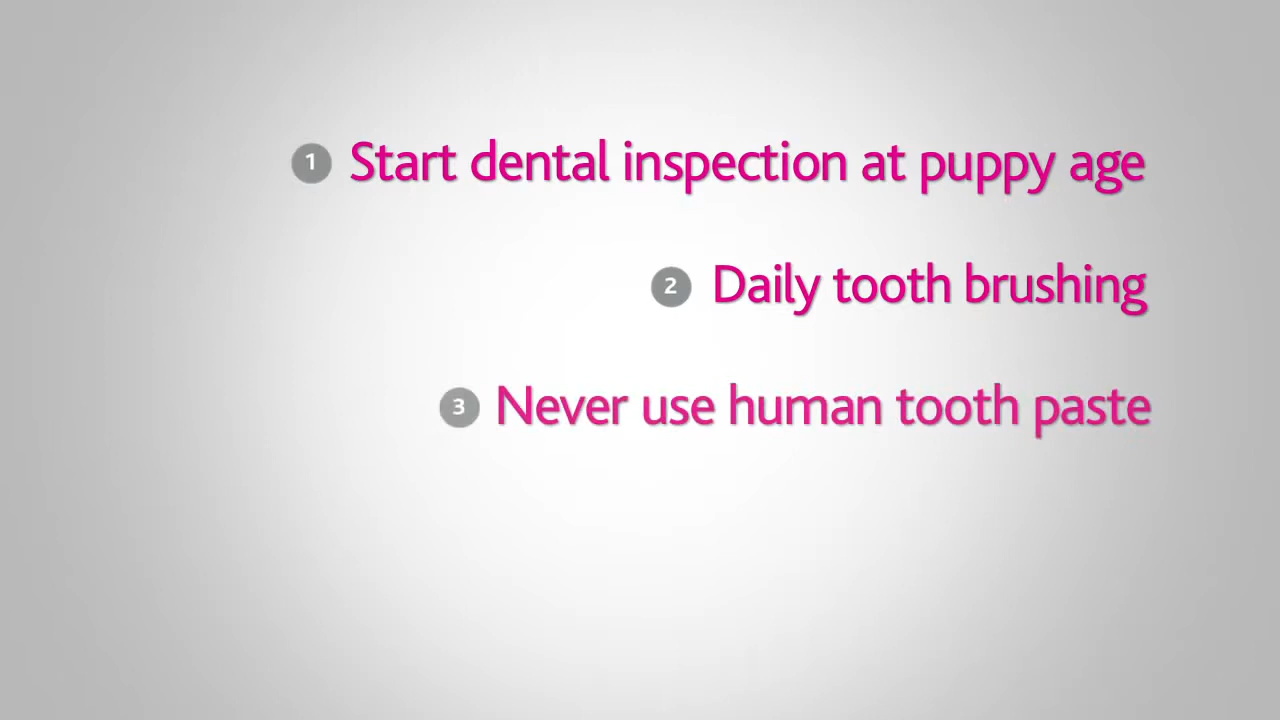 1 Start dental inspection at puppy age
2 Daily tooth brushing
3 Never use human tooth paste